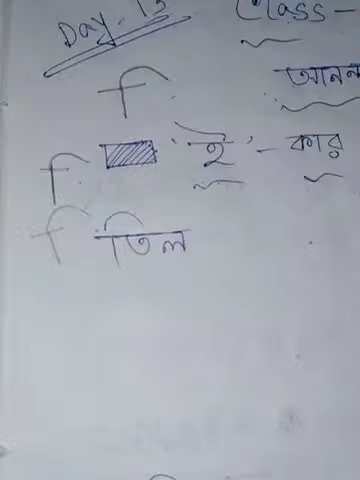 Day-13 Class-
ি আনন
ি 'ই'-কার
ি তিল